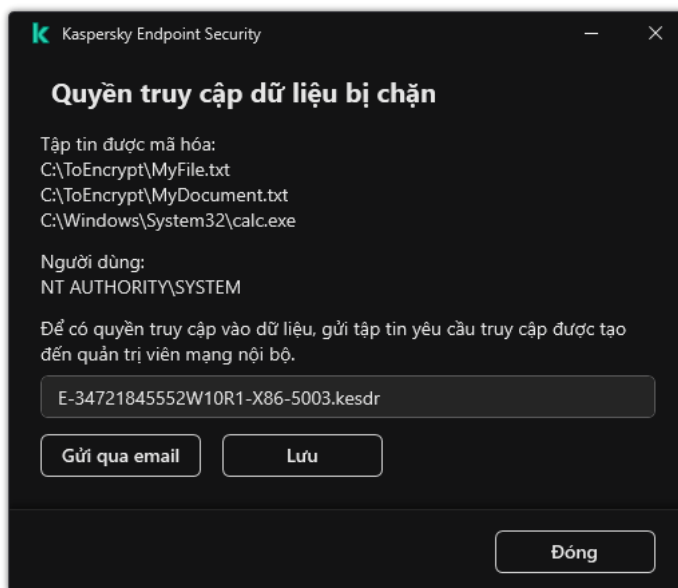 Kaspersky Endpoint Security
Quyền truy cập dữ liệu bị chặn
Tập tin được mã hóa:
C:\ToEncrypt\MyFile.txt
C:\ToEncrypt\MyDocument.txt
C:\Windows\System32\calc.exe
Người dùng:
NT AUTHORITY\SYSTEM
Để có quyền truy cập vào dữ liệu, gửi tập tin yêu cầu truy cập được tạo
đến quản trị viên mạng nội bộ.
E-34721845552W10R1-X86-5003.kesdr
Gửi qua email
Lưu
Đóng